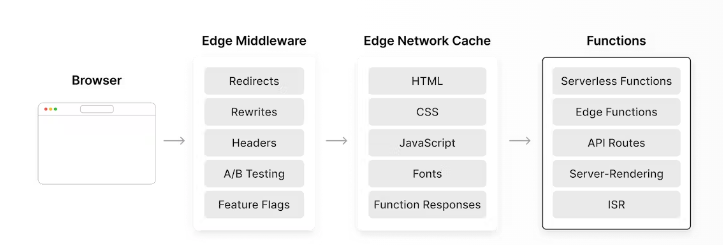 Browser
Edge Middleware
Redirects
Rewrites
Headers
A/B Testing
Feature Flags
Edge Network Cache
HTML
CSS
JavaScript
Fonts
Function Responses
Functions
Serverless Functions
Edge Functions
API Routes
Server-Rendering
ISR